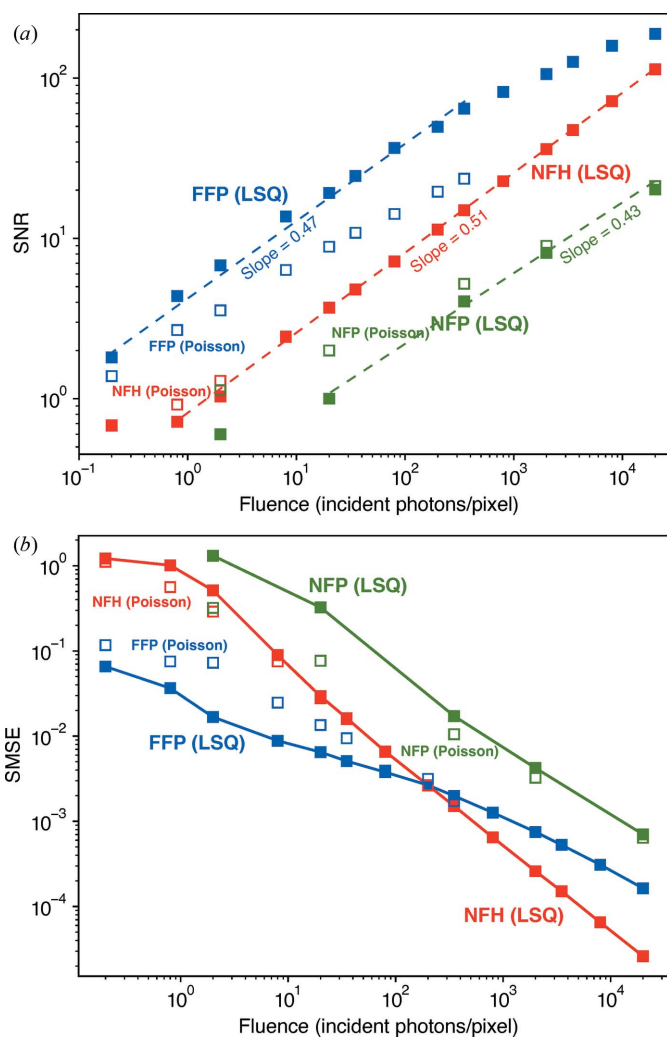 (a)
10²
10¹
10⁰
SNR
FFP (LSQ)
Slope = 0.47
NFH (LSQ)
Slope = 0.51
Slope = 0.43
NFP (Poisson)
NFP (LSQ)
FFP (Poisson)
NFH (Poisson)
10⁻¹ 10⁰ 10¹ 10² 10³ 10⁴
Fluence (incident photons/pixel)
(b)
10⁰
10⁻¹
10⁻²
10⁻³
10⁻⁴
SMSE
NFP (LSQ)
NFH (Poisson)
FFP (Poisson)
FFP (LSQ)
NFP (Poisson)
NFH (LSQ)
10⁰ 10¹ 10² 10³ 10⁴
Fluence (incident photons/pixel)